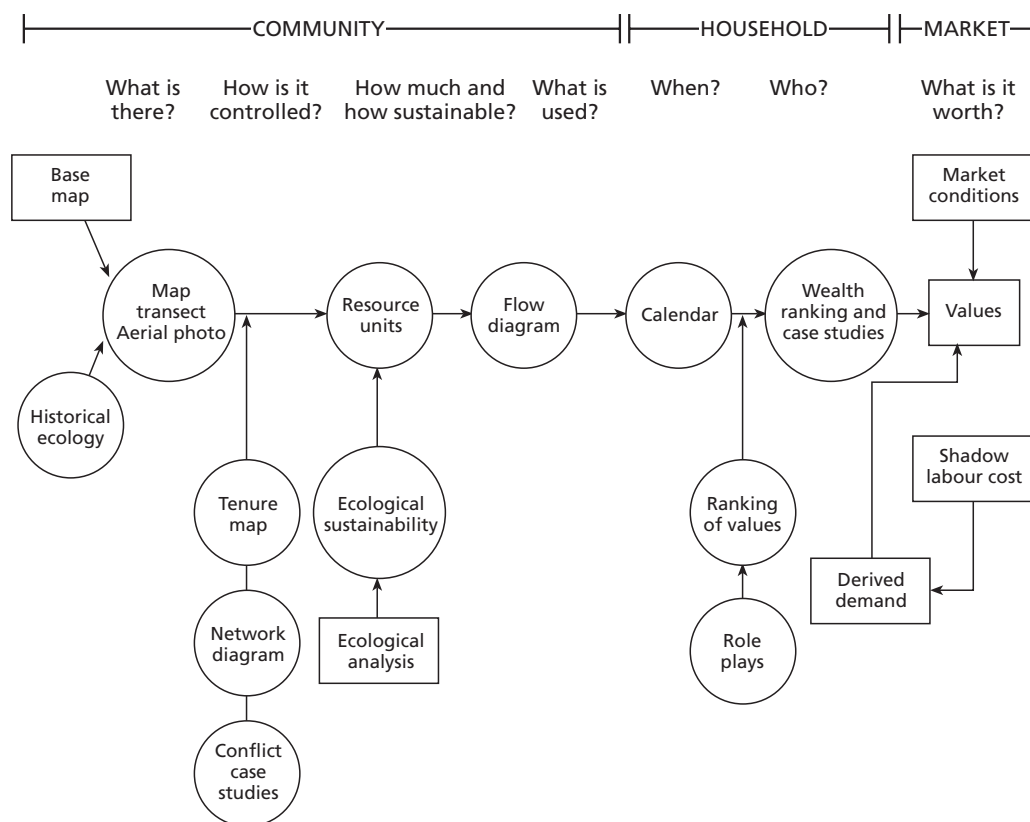 COMMUNITY
HOUSEHOLD
MARKET
What is
there?
How is it
controlled?
How much and
how sustainable?
What is
used?
When?
Who?
What is it
worth?
Base
map
Market
conditions
Map
transect
Aerial photo
Resource
units
Flow
diagram
Calendar
Wealth
ranking and
case studies
Values
Historical
ecology
Tenure
map
Ecological
sustainability
Ranking
of values
Shadow
labour cost
Derived
demand
Network
diagram
Ecological
analysis
Role
plays
Conflict
case
studies